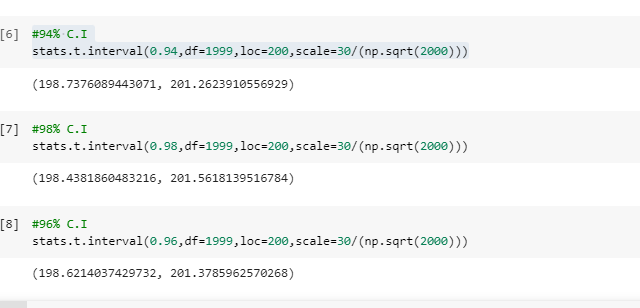 [6] #94% C.I
stats.t.interval(0.94,df=1999,loc=200,scale=30/(np.sqrt(2000)))
(198.7376089443071, 201.2623910556929)
[7] #98% C.I
stats.t.interval(0.98,df=1999,loc=200,scale=30/(np.sqrt(2000)))
(198.4381860483216, 201.5618139516784)
[8] #96% C.I
stats.t.interval(0.96,df=1999,loc=200,scale=30/(np.sqrt(2000)))
(198.6214037429732, 201.3785962570268)